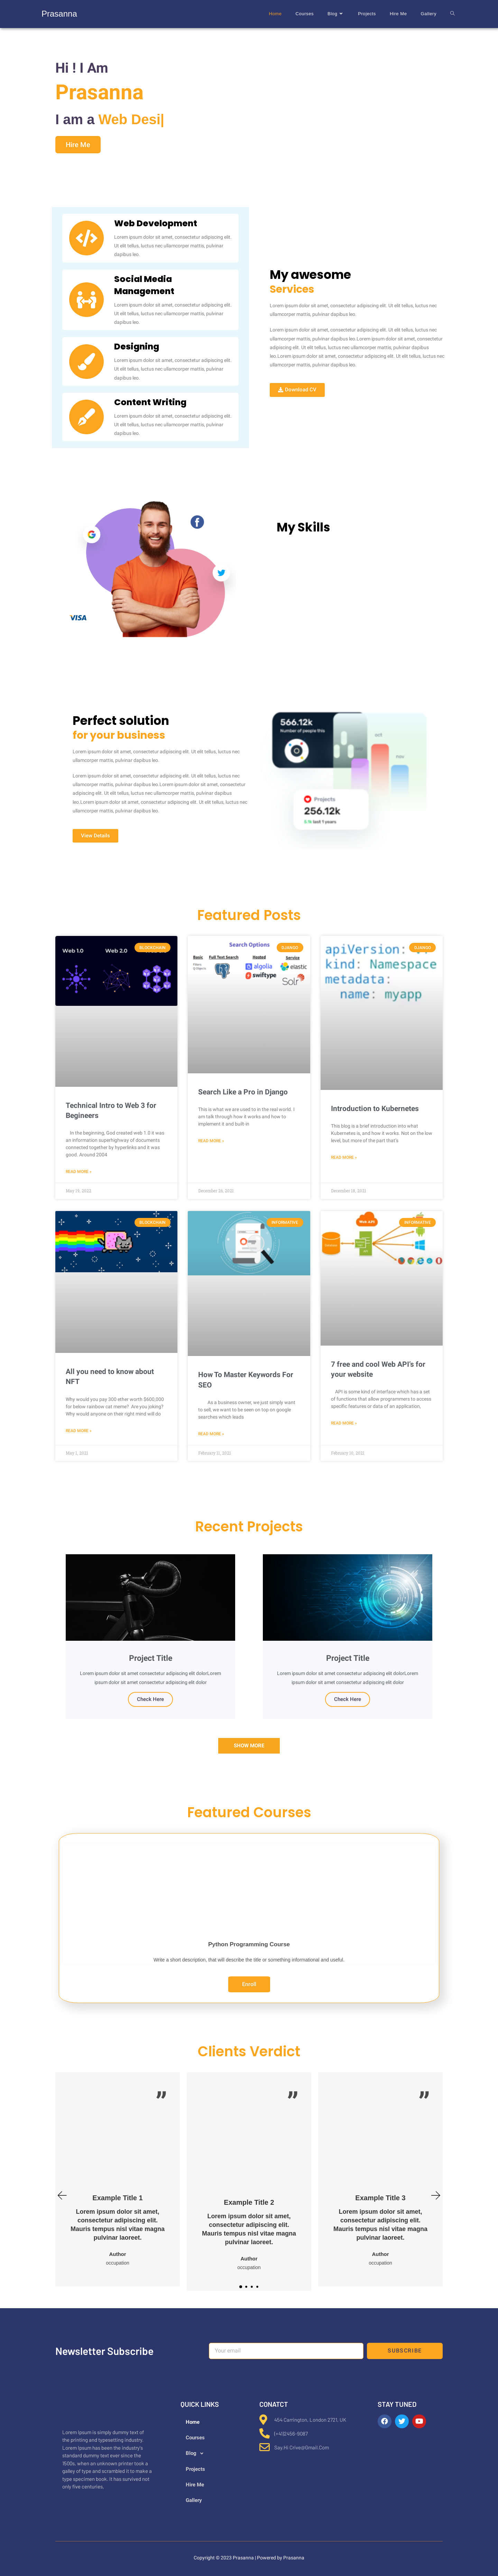 Prasanna
Home Courses Blog Projects Hire Me Gallery
Hi ! I Am
Prasanna
I am a Web Desi|
Hire Me
Web Development
Lorem ipsum dolor sit amet, consectetur adipiscing elit.
Ut elit tellus, luctus nec ullamcorper mattis, pulvinar
dapibus leo.
Social Media
Management
Lorem ipsum dolor sit amet, consectetur adipiscing elit.
Ut elit tellus, luctus nec ullamcorper mattis, pulvinar
dapibus leo.
Designing
Lorem ipsum dolor sit amet, consectetur adipiscing elit.
Ut elit tellus, luctus nec ullamcorper mattis, pulvinar
dapibus leo.
Content Writing
Lorem ipsum dolor sit amet, consectetur adipiscing elit.
Ut elit tellus, luctus nec ullamcorper mattis, pulvinar
dapibus leo.
My awesome
Services
Lorem ipsum dolor sit amet, consectetur adipiscing elit. Ut elit tellus, luctus nec
ullamcorper mattis, pulvinar dapibus leo.
Lorem ipsum dolor sit amet, consectetur adipiscing elit. Ut elit tellus, luctus nec
ullamcorper mattis, pulvinar dapibus leo.Lorem ipsum dolor sit amet, consectetur
adipiscing elit. Ut elit tellus, luctus nec ullamcorper mattis, pulvinar dapibus
leo.Lorem ipsum dolor sit amet, consectetur adipiscing elit. Ut elit tellus, luctus nec
ullamcorper mattis, pulvinar dapibus leo.
Download CV
VISA
My Skills
Perfect solution
for your business
Lorem ipsum dolor sit amet, consectetur adipiscing elit. Ut elit tellus, luctus nec
ullamcorper mattis, pulvinar dapibus leo.
Lorem ipsum dolor sit amet, consectetur adipiscing elit. Ut elit tellus, luctus nec
ullamcorper mattis, pulvinar dapibus leo.Lorem ipsum dolor sit amet, consectetur
adipiscing elit. Ut elit tellus, luctus nec ullamcorper mattis, pulvinar dapibus
leo.Lorem ipsum dolor sit amet, consectetur adipiscing elit. Ut elit tellus, luctus nec
ullamcorper mattis, pulvinar dapibus leo.
View Details
566.12k
Number of people this
Projects
256.12k
last 7 years
Featured Posts
BLOCKCHAIN
Web 1.0 Web 2.0
Technical Intro to Web 3 for
Begineers
In the beginning, God created web 1.0 it was
an information superhighway of documents
connected together by hyperlinks and it was
good. Around 2004
READ MORE »
May 19, 2022
DJANGO
Search Options
Basic Full Text Search Hosted Service
algolia elastic
swiftype Solr
Search Like a Pro in Django
This is what we are used to in the real world. I
am talk through how it works and how to
implement it and built-in
READ MORE »
December 28, 2021
DJANGO
apiVersion:
kind: Namespace
metadata:
name: myapp
Introduction to Kubernetes
This blog is a brief introduction into what
Kubernetes is, and how it works. Not on the low
level, but more of the part that's
READ MORE »
December 19, 2021
BLOCKCHAIN
All you need to know about
NFT
Why would you pay 300 ether worth $600,000
for below rainbow cat meme? Are you joking?
Why would anyone on their right mind will do
READ MORE »
May 1, 2021
INFORMATIVE
How To Master Keywords For
SEO
As a business owner, we just simply want
to sell, we want to be seen on top on google
searches which leads
READ MORE »
February 11, 2021
INFORMATIVE
Web API
7 free and cool Web API's for
your website
API is some kind of interface which has a set
of functions that allow programmers to access
specific features or data of an application,
READ MORE »
February 10, 2021
Recent Projects
Project Title
Lorem ipsum dolor sit amet consectetur adipiscing elit dolorLorem
ipsum dolor sit amet consectetur adipiscing elit dolor
Check Here
Project Title
Lorem ipsum dolor sit amet consectetur adipiscing elit dolorLorem
ipsum dolor sit amet consectetur adipiscing elit dolor
Check Here
SHOW MORE
Featured Courses
Python Programming Course
Write a short description, that will describe the title or something informational and useful.
Enroll
Clients Verdict
”
Example Title 1
Lorem ipsum dolor sit amet,
consectetur adipiscing elit.
Mauris tempus nisl vitae magna
pulvinar laoreet.
Author
occupation
”
Example Title 2
Lorem ipsum dolor sit amet,
consectetur adipiscing elit.
Mauris tempus nisl vitae magna
pulvinar laoreet.
Author
occupation
”
Example Title 3
Lorem ipsum dolor sit amet,
consectetur adipiscing elit.
Mauris tempus nisl vitae magna
pulvinar laoreet.
Author
occupation
Newsletter Subscribe
Your email
SUBSCRIBE
Lorem Ipsum is simply dummy text of
the printing and typesetting industry.
Lorem Ipsum has been the industry's
standard dummy text ever since the
1500s, when an unknown printer took a
galley of type and scrambled it to make a
type specimen book. It has survived not
only five centuries.
QUICK LINKS
Home
Courses
Blog
Projects
Hire Me
Gallery
CONATCT
Say.Hi.Criwo@Gmail.Com
STAY TUNED
Copyright © 2023 Prasanna | Powered by Prasanna